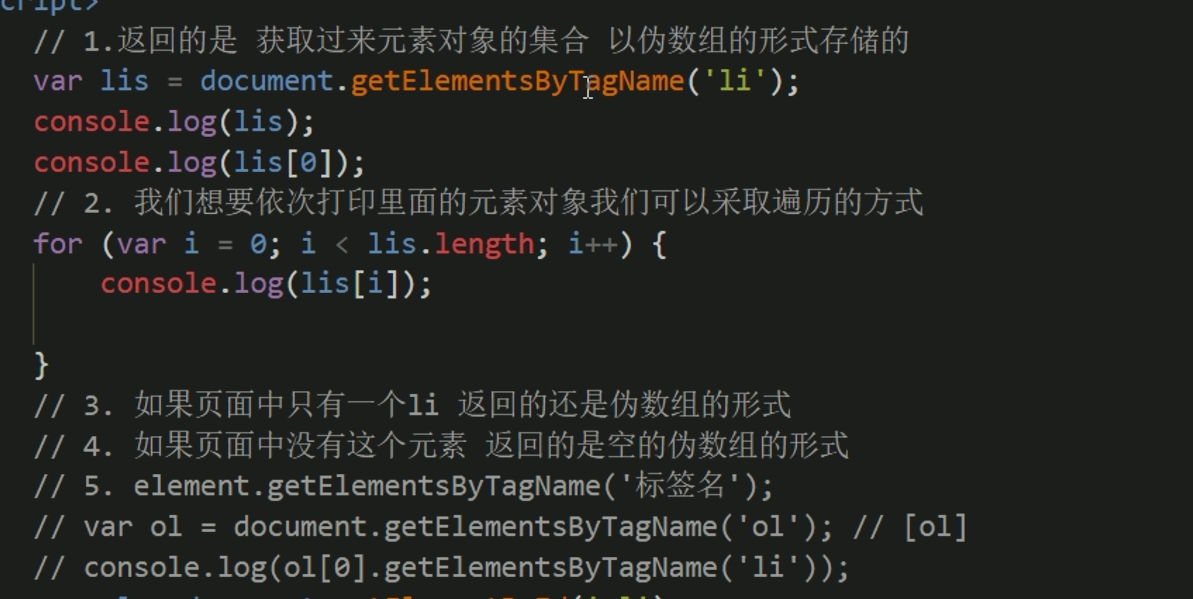 cript>
// 1.返回的是 获取过来元素对象的集合 以伪数组的形式存储的
var lis = document.getElementsByTagName('li');
console.log(lis);
console.log(lis[0]);
// 2. 我们想要依次打印里面的元素对象我们可以采取遍历的方式
for (var i = 0; i < lis.length; i++) {
console.log(lis[i]);
}
// 3. 如果页面中只有一个li 返回的还是伪数组的形式
// 4. 如果页面中没有这个元素 返回的是空的伪数组的形式
// 5. element.getElementsByTagName('标签名');
// var ol = document.getElementsByTagName('ol'); // [ol]
// console.log(ol[0].getElementsByTagName('li'));